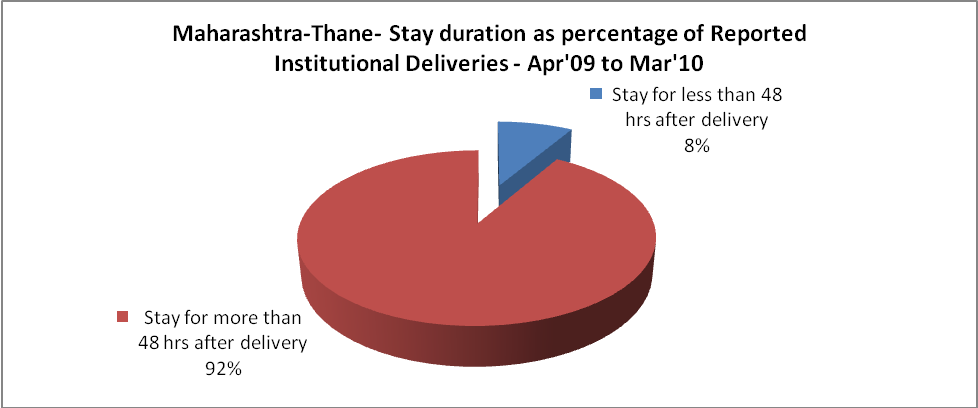 Maharashtra-Thane- Stay duration as percentage of Reported
Institutional Deliveries - Apr'09 to Mar'10
Stay for less than 48
hrs after delivery
8%
Stay for more than
48 hrs after delivery
92%